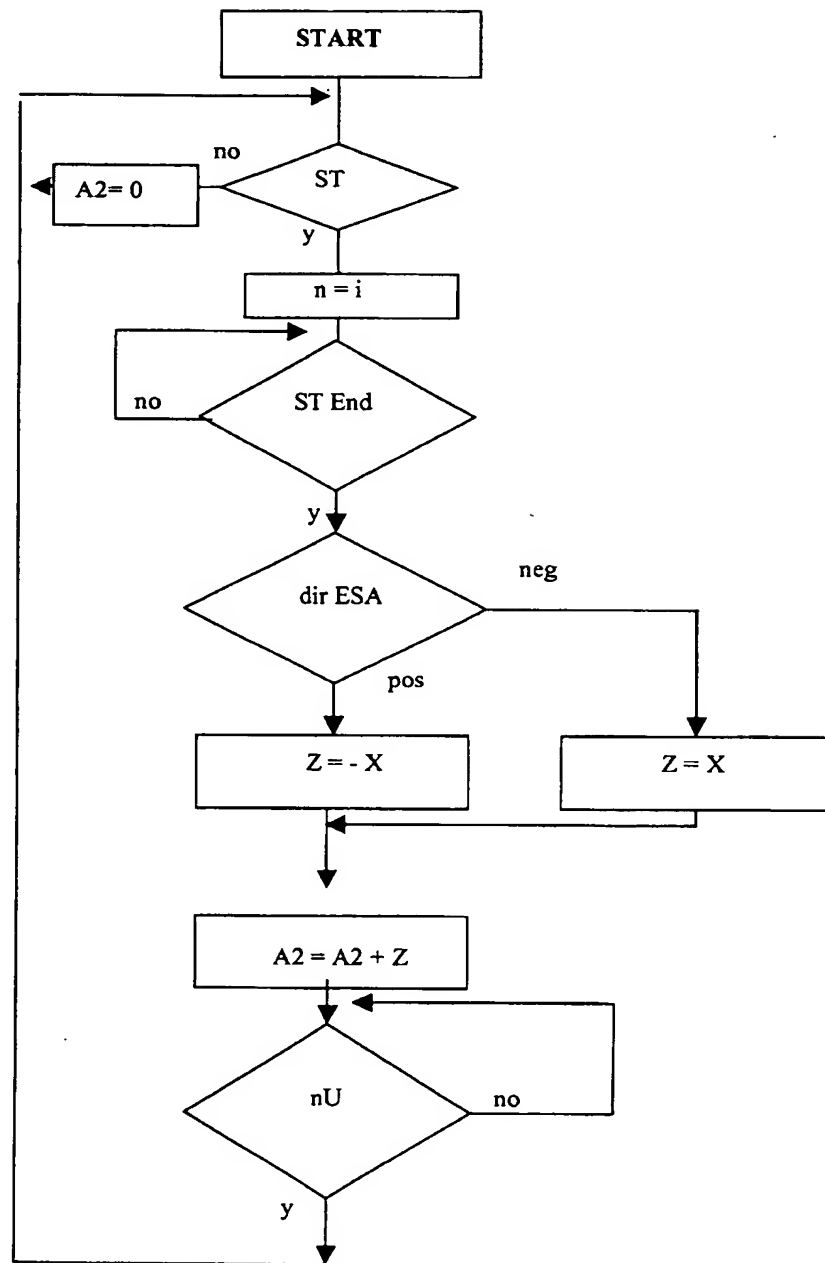 START
no
A2= 0
ST
y
n = i
no
ST End
y
dir ESA
neg
pos
Z = - X
Z = X
A2 = A2 + Z
nU
no
y